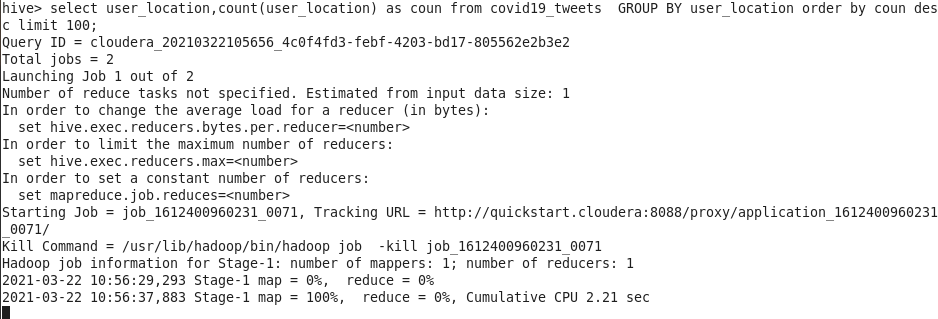 hive> select user_location,count(user_location) as coun from covid19_tweets  GROUP BY user_location order by coun des
c limit 100;
Query ID = cloudera_20210322105656_4c0f4fd3-febf-4203-bd17-805562e2b3e2
Total jobs = 2
Launching Job 1 out of 2
Number of reduce tasks not specified. Estimated from input data size: 1
In order to change the average load for a reducer (in bytes):
  set hive.exec.reducers.bytes.per.reducer=<number>
In order to limit the maximum number of reducers:
  set hive.exec.reducers.max=<number>
In order to set a constant number of reducers:
  set mapreduce.job.reduces=<number>
Starting Job = job_1612400960231_0071, Tracking URL = http://quickstart.cloudera:8088/proxy/application_1612400960231
_0071/
Kill Command = /usr/lib/hadoop/bin/hadoop job  -kill job_1612400960231_0071
Hadoop job information for Stage-1: number of mappers: 1; number of reducers: 1
2021-03-22 10:56:29,293 Stage-1 map = 0%,  reduce = 0%
2021-03-22 10:56:37,883 Stage-1 map = 100%,  reduce = 0%, Cumulative CPU 2.21 sec